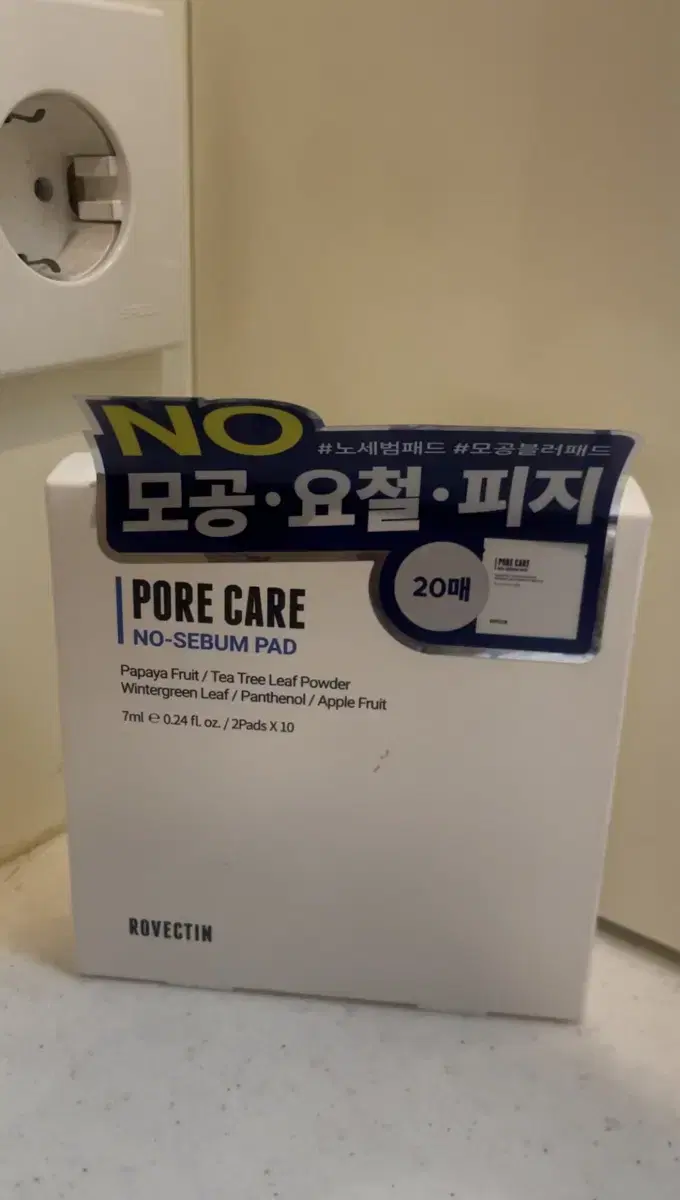 NO
#노세범패드 #모공블러패드
모공·요철·피지
20매
PORE CARE
PORE CARE
NO-SEBUM PAD
Papaya Fruit / Tea Tree Leaf Powder
Wintergreen Leaf / Panthenol / Apple Fruit
7ml ℮ 0.24 fl. oz. / 2Pads X 10
ROVECTIN